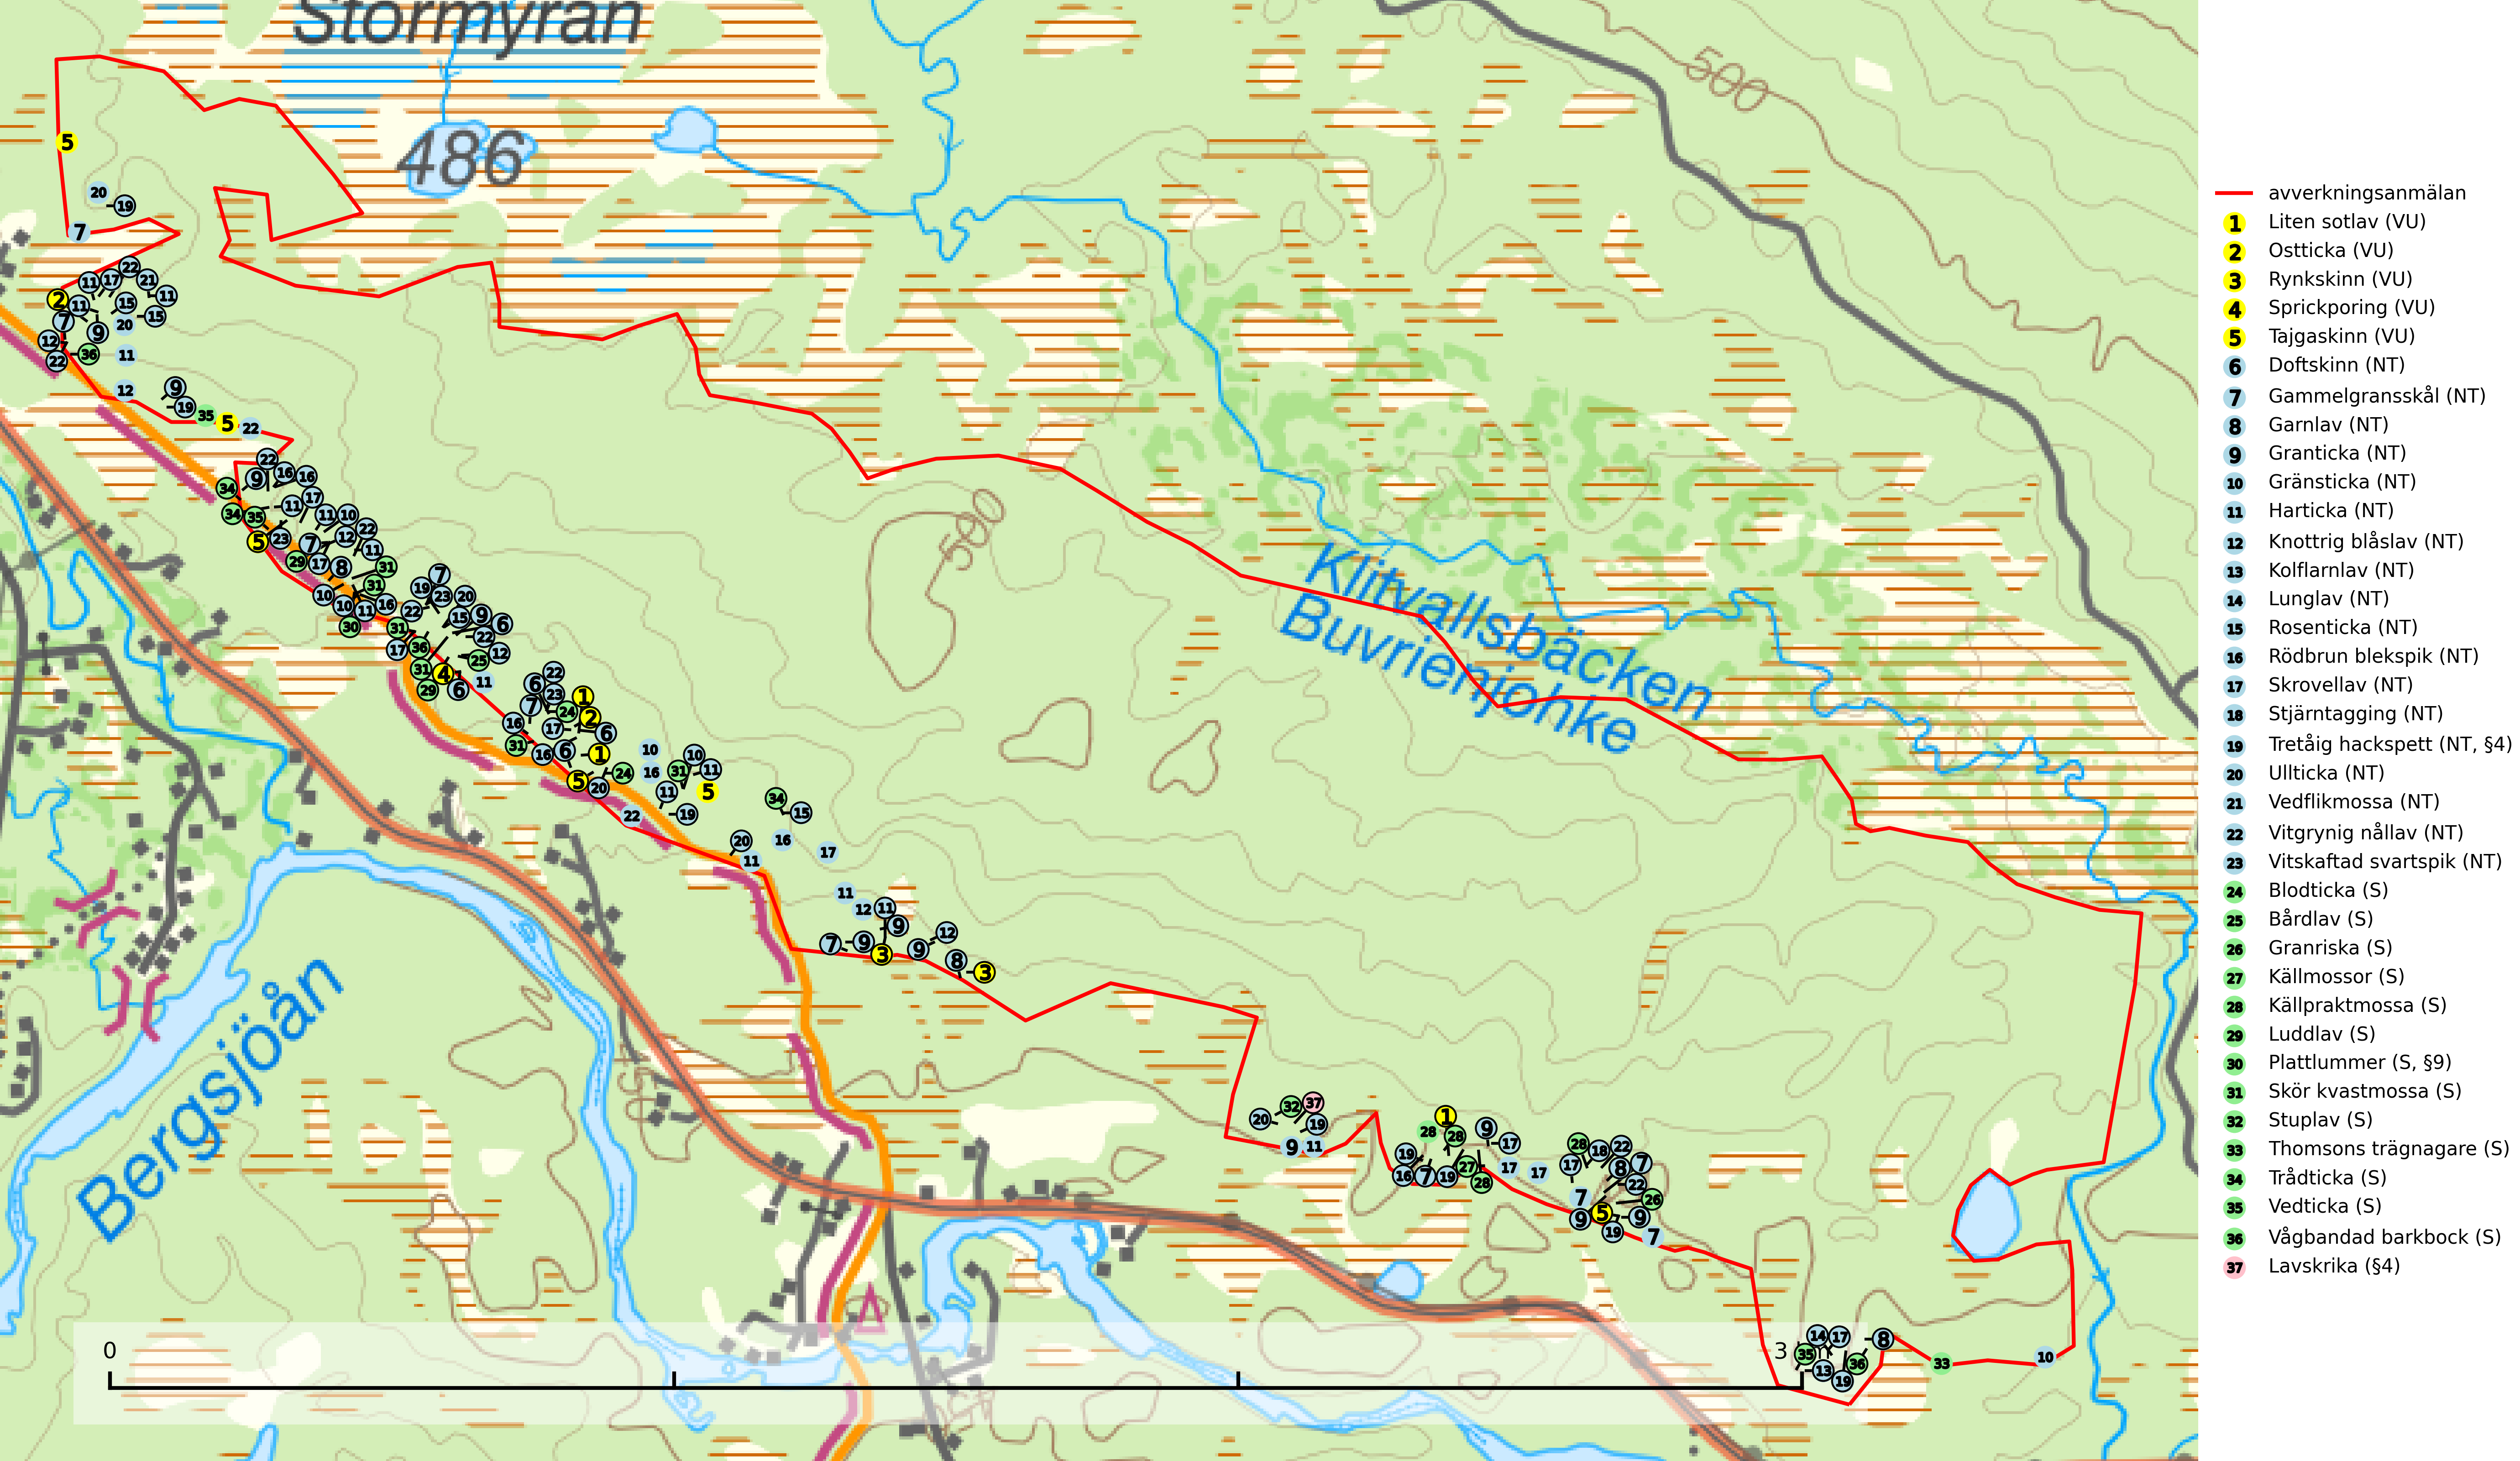 Stormyran
486
500
500
Klitvallsbäcken
Buvrienjohke
Bergsjöån
0
3
avverkningsanmälan
1 Liten sotlav (VU)
2 Ostticka (VU)
3 Rynkskinn (VU)
4 Sprickporing (VU)
5 Tajgaskinn (VU)
6 Doftskinn (NT)
7 Gammelgransskål (NT)
8 Garnlav (NT)
9 Granticka (NT)
10 Gränsticka (NT)
11 Harticka (NT)
12 Knottrig blåslav (NT)
13 Kolflarnlav (NT)
14 Lunglav (NT)
15 Rosenticka (NT)
16 Rödbrun blekspik (NT)
17 Skrovellav (NT)
18 Stjärntagging (NT)
19 Tretåig hackspett (NT, §4)
20 Ullticka (NT)
21 Vedflikmossa (NT)
22 Vitgrynig nållav (NT)
23 Vitskaftad svartspik (NT)
24 Blodticka (S)
25 Bårdlav (S)
26 Granriska (S)
27 Källmossor (S)
28 Källpraktmossa (S)
29 Luddlav (S)
30 Plattlummer (S, §9)
31 Skör kvastmossa (S)
32 Stuplav (S)
33 Thomsons trägnagare (S)
34 Trådticka (S)
35 Vedticka (S)
36 Vågbandad barkbock (S)
37 Lavskrika (§4)